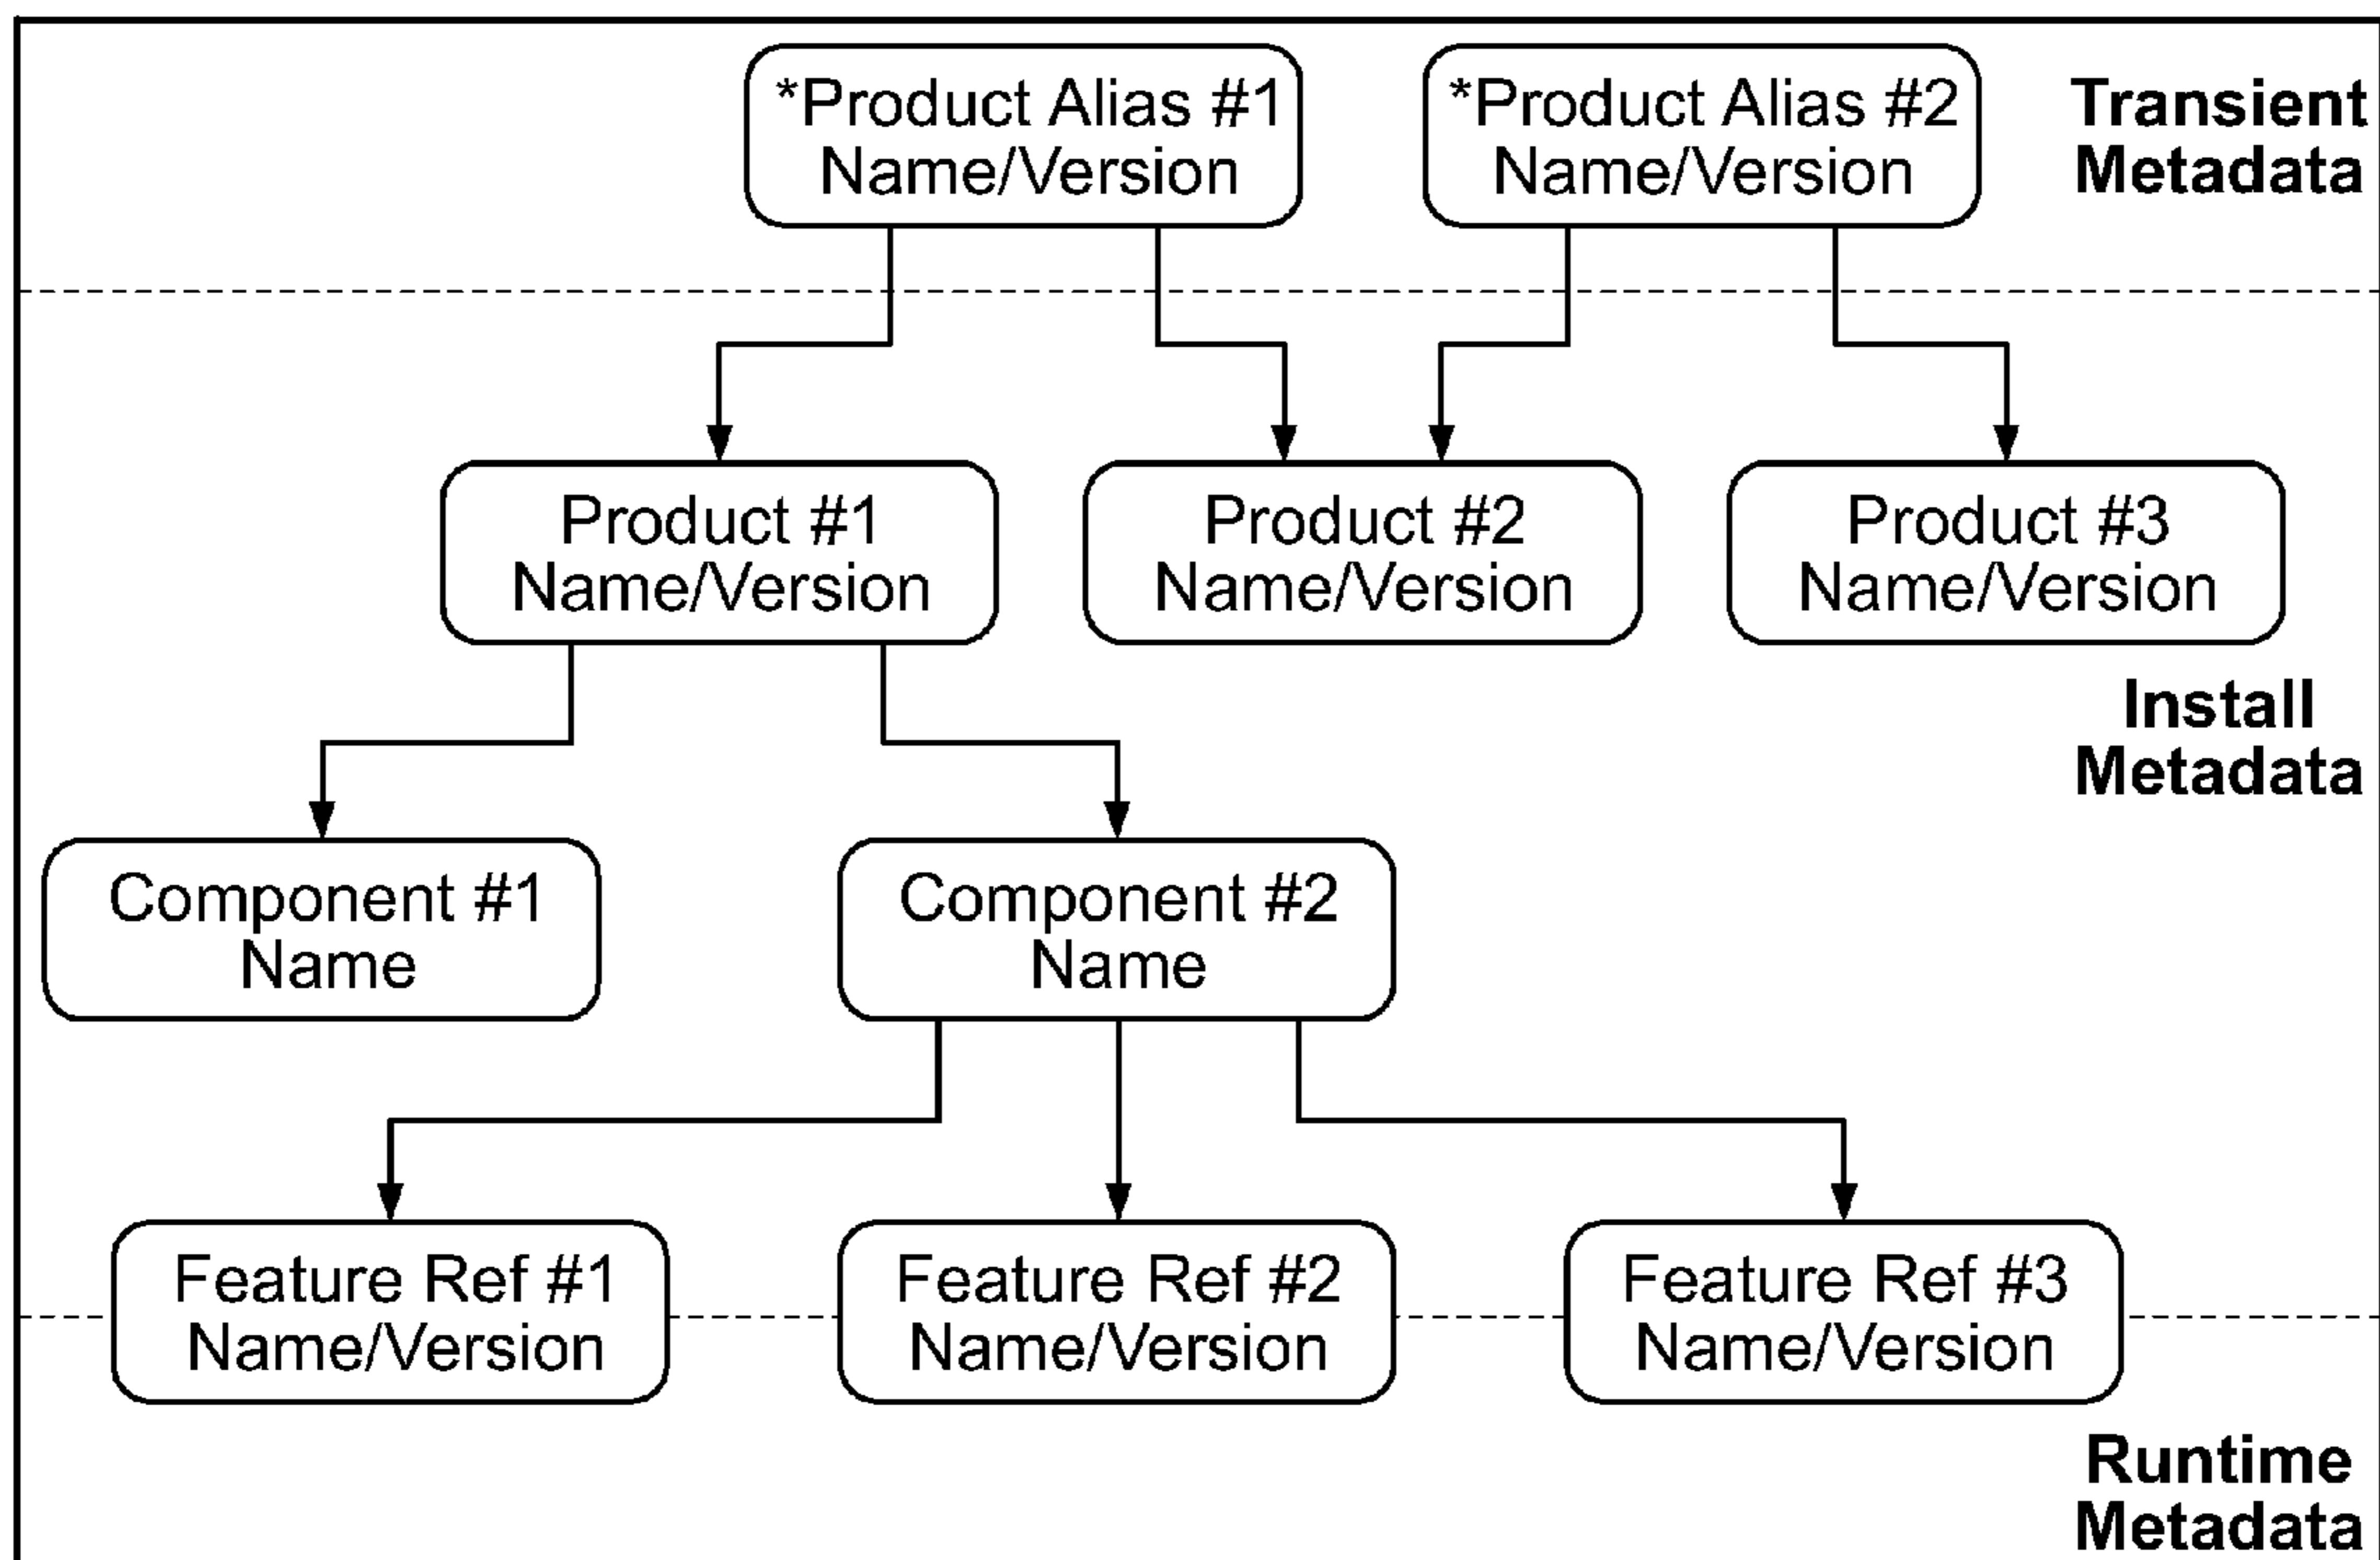 *Product Alias #1
Name/Version
*Product Alias #2
Name/Version
Transient
Metadata
Product #1
Name/Version
Product #2
Name/Version
Product #3
Name/Version
Install
Metadata
Component #1
Name
Component #2
Name
Feature Ref #1
Name/Version
Feature Ref #2
Name/Version
Feature Ref #3
Name/Version
Runtime
Metadata